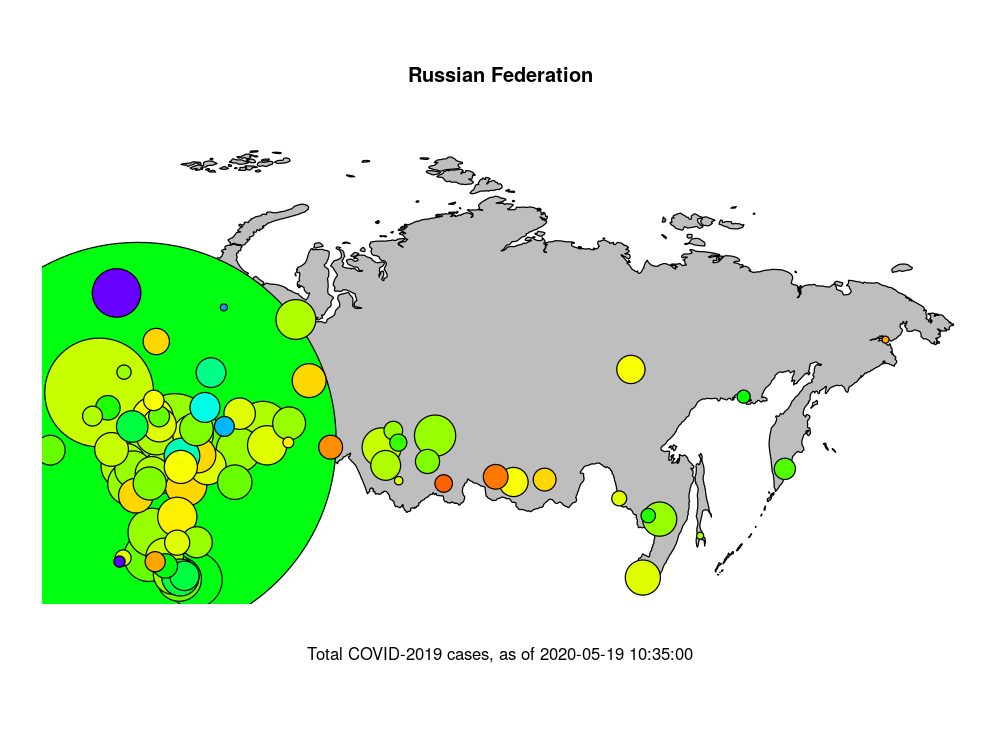 Russian Federation
Total COVID-2019 cases, as of 2020-05-19 10:35:00